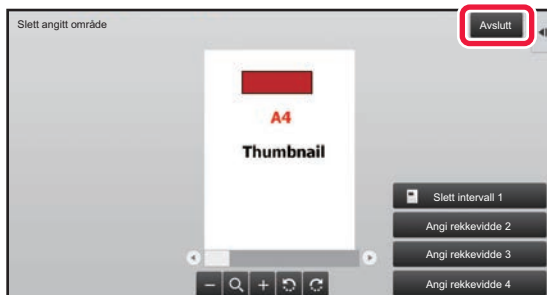 Slett angitt område
Avslutt
A4
Thumbnail
Slett intervall 1
Angi rekkevidde 2
Angi rekkevidde 3
Angi rekkevidde 4